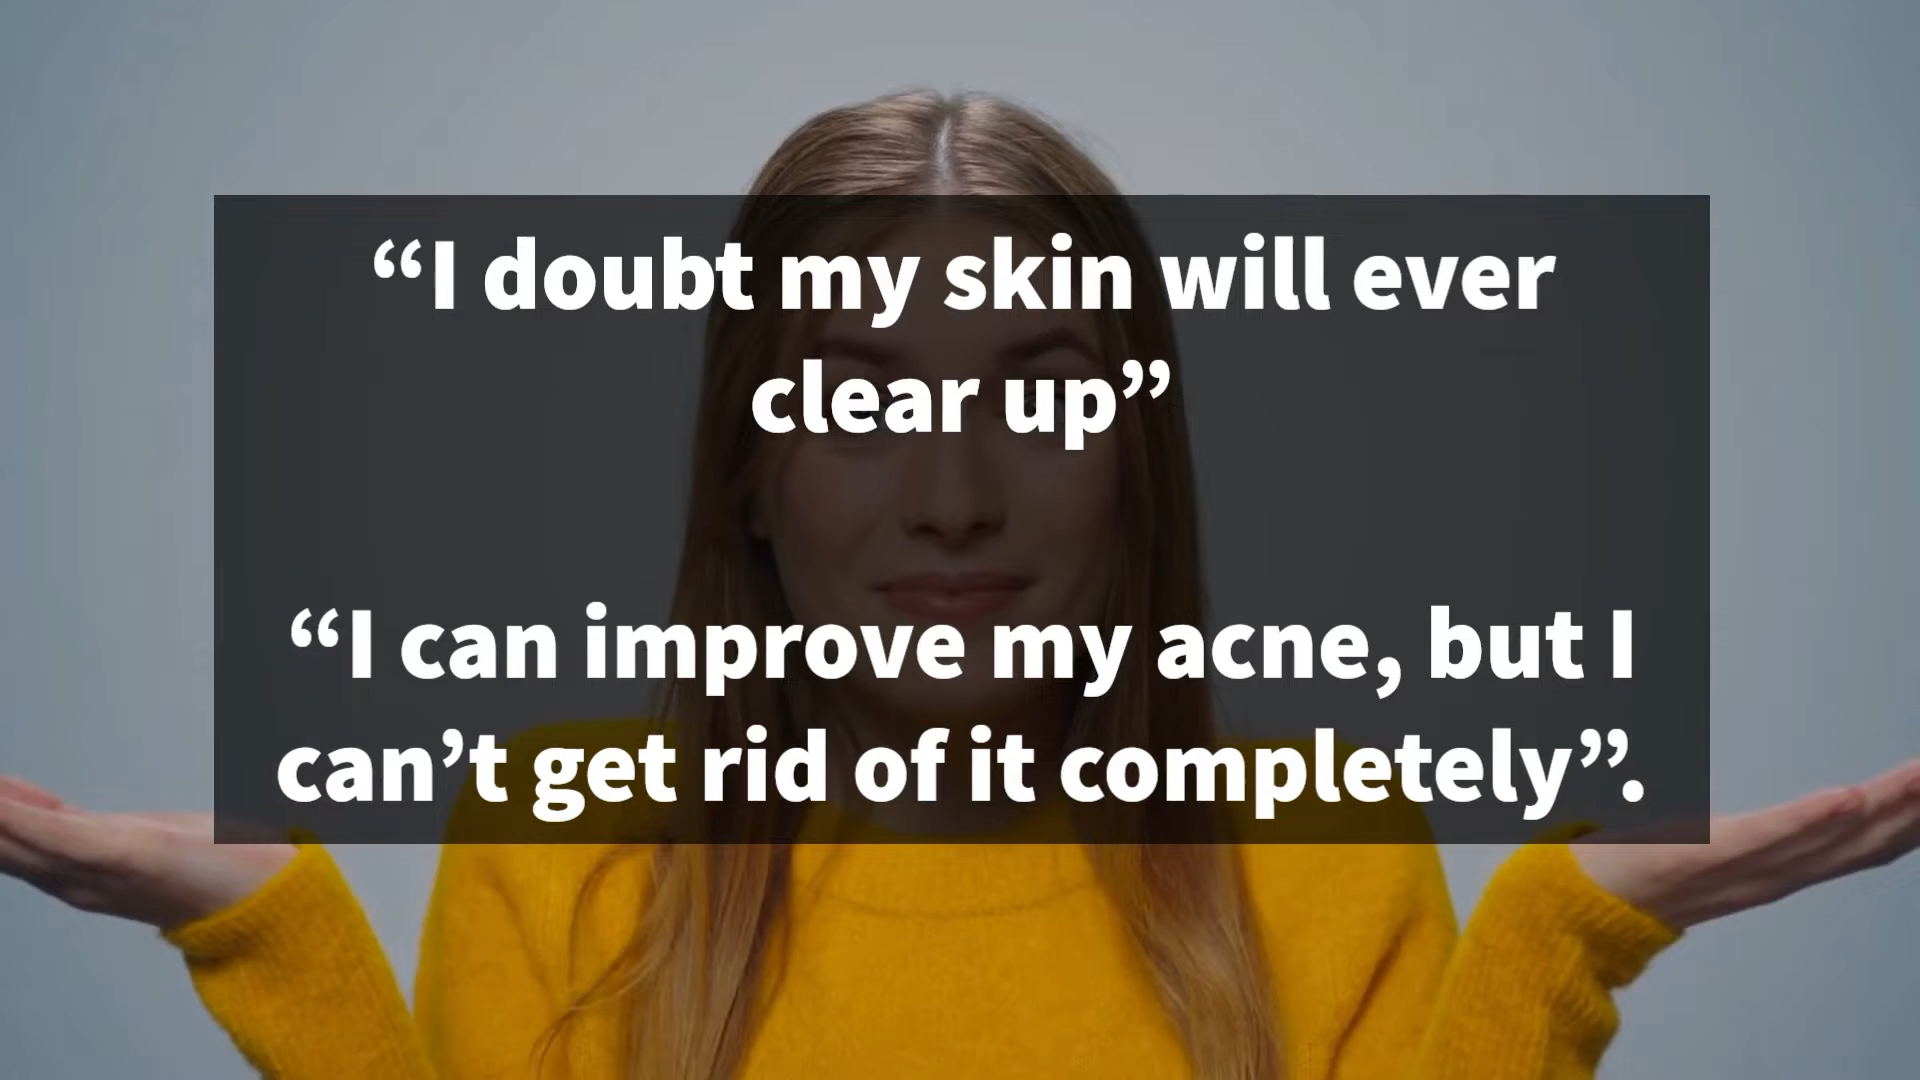 “I doubt my skin will ever
clear up”
“I can improve my acne, but I
can’t get rid of it completely”.